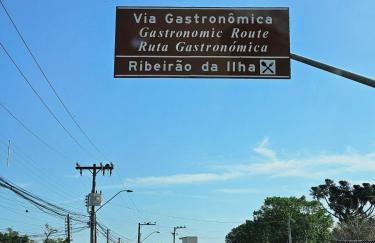 Via Gastronômica
Gastronomic Route
Ruta Gastronómica
Ribeirão da Ilha